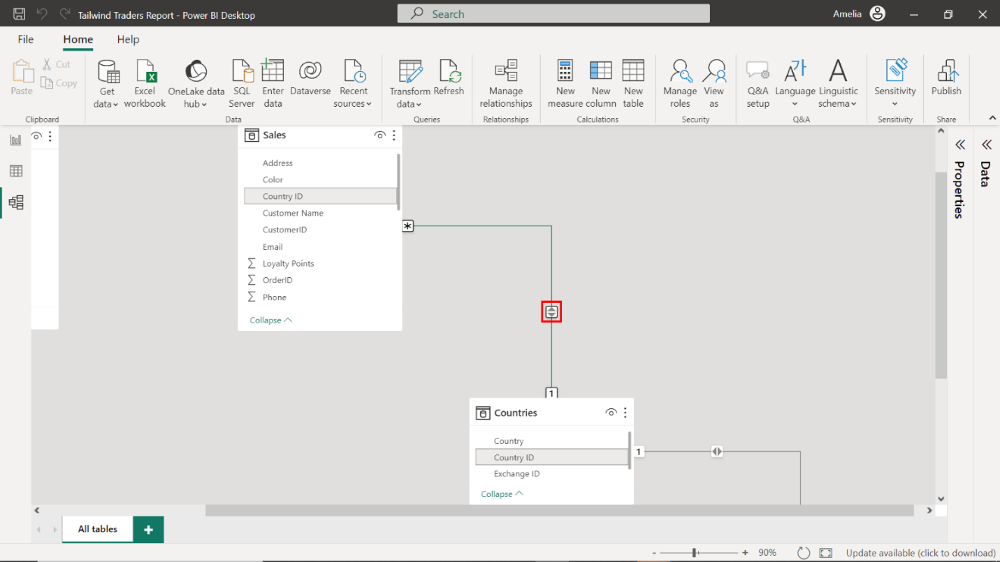 Tailwind Traders Report - Power BI Desktop
Search
Amelia
File
Home
Help
Paste
Cut
Copy
Clipboard
Get
data
Excel
workbook
OneLake data
hub
SQL
Server
Enter
data
Dataverse
Recent
sources
Data
Transform
data
Refresh
Queries
Manage
relationships
Relationships
New
measure
New
column
New
table
Calculations
Manage
roles
View
as
Security
Q&A
setup
Language
Linguistic
schema
Q&A
Sensitivity
Sensitivity
Publish
Share
Sales
Address
Color
Country ID
Customer Name
CustomerID
Email
Loyalty Points
OrderID
Phone
Collapse
1
Countries
Country
Country ID
Exchange ID
Collapse
1
Properties
Data
All tables
+
- + 90%
Update available (click to download)